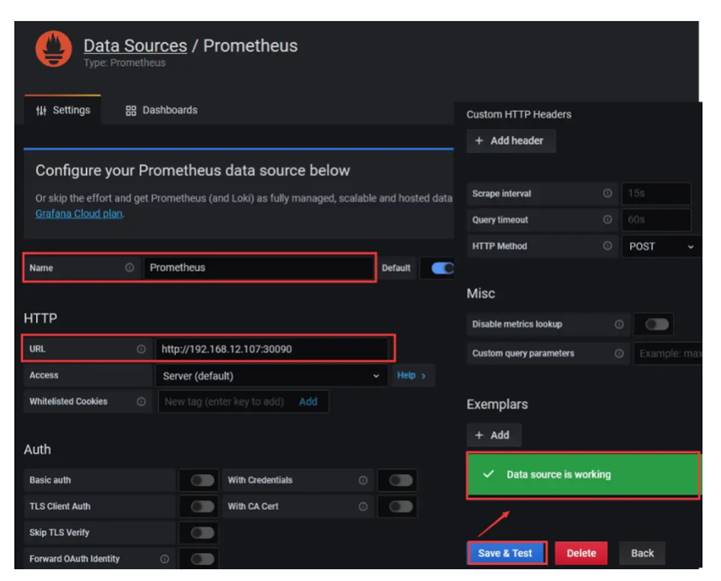 Data Sources / Prometheus
Type: Prometheus
Settings
Dashboards
Configure your Prometheus data source below
Or skip the effort and get Prometheus (and Loki) as fully managed, scalable and hosted data
Grafana Cloud plan.
Name Prometheus Default
HTTP
URL http://192.168.12.107:30090
Access Server (default) Help >
Whitelisted Cookies New tag (enter key to add) Add
Auth
Basic auth With Credentials
TLS Client Auth With CA Cert
Skip TLS Verify
Forward OAuth Identity
Custom HTTP Headers
+ Add header
Scrape interval 15s
Query timeout 60s
HTTP Method POST
Misc
Disable metrics lookup
Custom query parameters Example: max
Exemplars
+ Add
Data source is working
Save & Test Delete Back